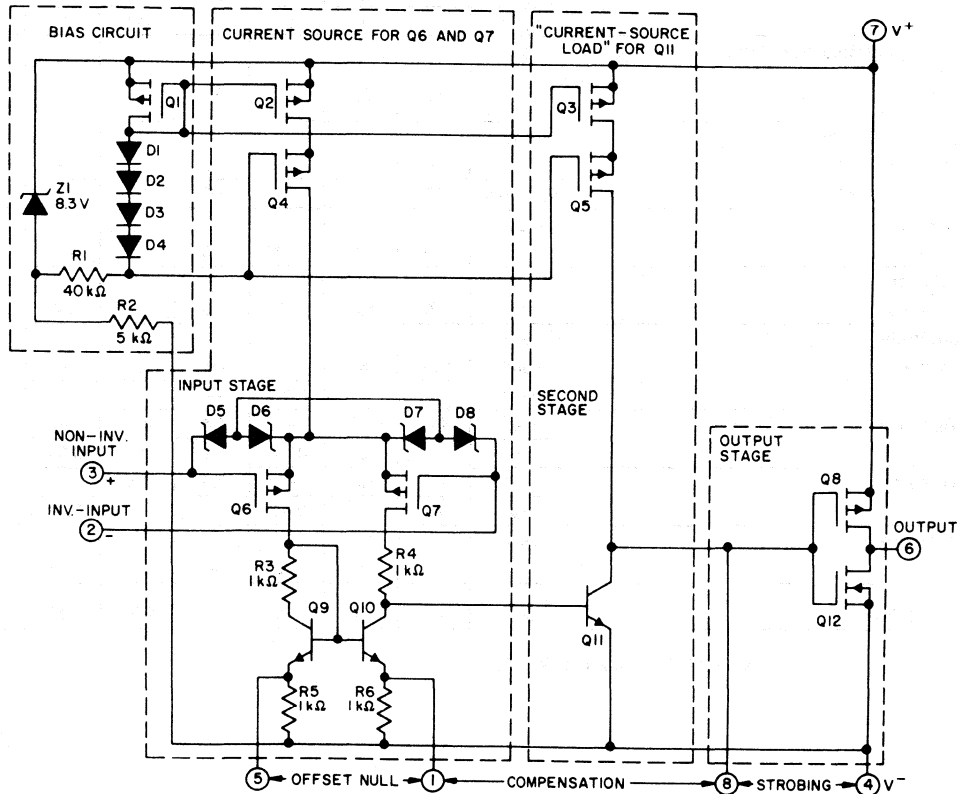 BIAS CIRCUIT
CURRENT SOURCE FOR Q6 AND Q7
"CURRENT-SOURCE
LOAD" FOR Q11
7 V+
Q1
Q2
Q3
D1
D2
D3
D4
Z1
8.3 V
Q4
Q5
R1
40 kΩ
R2
5 kΩ
INPUT STAGE
D5 D6 D7 D8
SECOND
STAGE
NON-INV.
INPUT
3 +
OUTPUT
STAGE
Q8
Q6
Q7
INV.-INPUT
2 -
OUTPUT
6
R3
1 kΩ
R4
1 kΩ
Q9 Q10
Q11
Q12
R5
1 kΩ
R6
1 kΩ
5 OFFSET NULL 1 COMPENSATION 8 STROBING 4 V-